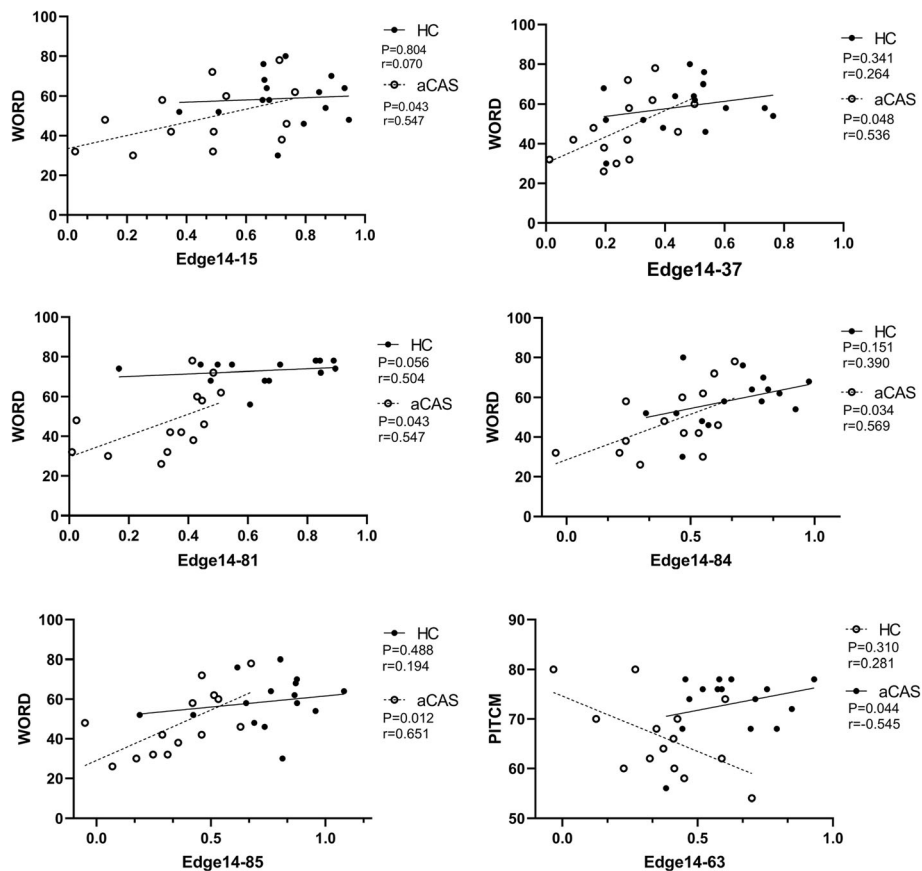 100
80
60
40
20
0
WORD
0.0 0.2 0.4 0.6 0.8 1.0
Edge14-15
HC
P=0.804
r=0.070
aCAS
P=0.043
r=0.547
100
80
60
40
20
0
WORD
0.0 0.2 0.4 0.6 0.8 1.0
Edge14-37
HC
P=0.341
r=0.264
aCAS
P=0.048
r=0.536
100
80
60
40
20
0
WORD
0.0 0.2 0.4 0.6 0.8 1.0
Edge14-81
HC
P=0.056
r=0.504
aCAS
P=0.043
r=0.547
100
80
60
40
20
0
WORD
0.0 0.5 1.0
Edge14-84
HC
P=0.151
r=0.390
aCAS
P=0.034
r=0.569
100
80
60
40
20
0
WORD
0.0 0.5 1.0
Edge14-85
HC
P=0.488
r=0.194
aCAS
P=0.012
r=0.651
90
80
70
60
50
PITCM
0.0 0.5 1.0
Edge14-63
HC
P=0.310
r=0.281
aCAS
P=0.044
r=-0.545